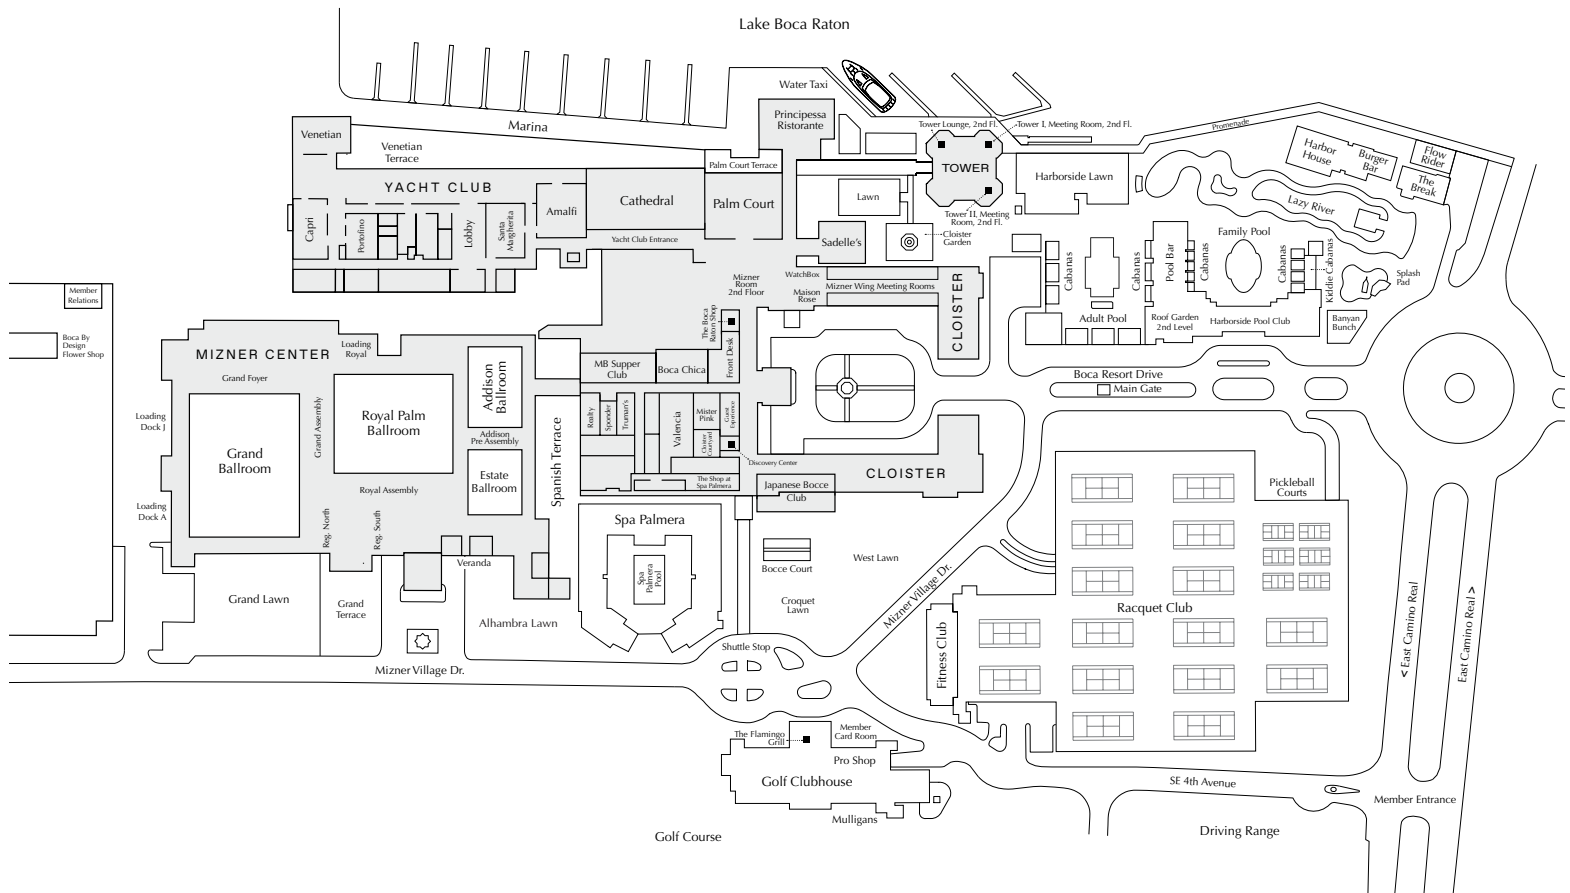 Lake Boca Raton
Water Taxi
Marina
Principessa
Ristorante
Venetian
Venetian
Terrace
Palm Court Terrace
YACHT CLUB
Capri
Portofino
Lobby
Santa
Margherita
Amalfi
Cathedral
Palm Court
Yacht Club Entrance
Tower Lounge, 2nd Fl.
Tower I, Meeting Room, 2nd Fl.
TOWER
Tower II, Meeting
Room, 2nd Fl.
Lawn
Sadelle's
Cloister
Garden
Harborside Lawn
Promenade
Harbor
House
Burger
Bar
Flow
Rider
The
Break
Lazy River
Family Pool
Cabanas
Cabanas
Pool Bar
Cabanas
Cabanas
Kiddie Cabanas
Splash
Pad
Adult Pool
Roof Garden
2nd Level
Harborside Pool Club
Banyan
Bunch
WatchBox
Mizner Wing Meeting Rooms
Maison
Rose
CLOISTER
Mizner
Room
2nd Floor
The Boca
Raton Shop
Front Desk
MB Supper
Club
Boca Chica
Realty
Sponder
Truman's
Valencia
Mister
Pink
Guest
Experience
Cloister
Courtyard
Discovery Center
The Shop at
Spa Palmera
Japanese Bocce
Club
CLOISTER
Boca Resort Drive
Main Gate
Member
Relations
Boca By
Design
Flower Shop
MIZNER CENTER
Loading
Royal
Grand Foyer
Loading
Dock J
Grand Assembly
Royal Palm
Ballroom
Addison
Ballroom
Addison
Pre Assembly
Grand
Ballroom
Estate
Ballroom
Spanish Terrace
Royal Assembly
Loading
Dock A
Reg. North
Reg. South
Veranda
Grand Lawn
Grand
Terrace
Alhambra Lawn
Mizner Village Dr.
Spa Palmera
Spa
Palmera
Pool
Bocce Court
West Lawn
Croquet
Lawn
Mizner Village Dr.
Shuttle Stop
Pickleball
Courts
Racquet Club
Fitness Club
< East Camino Real
East Camino Real >
The Flamingo
Grill
Member
Card Room
Pro Shop
Golf Clubhouse
Mulligans
Golf Course
SE 4th Avenue
Member Entrance
Driving Range